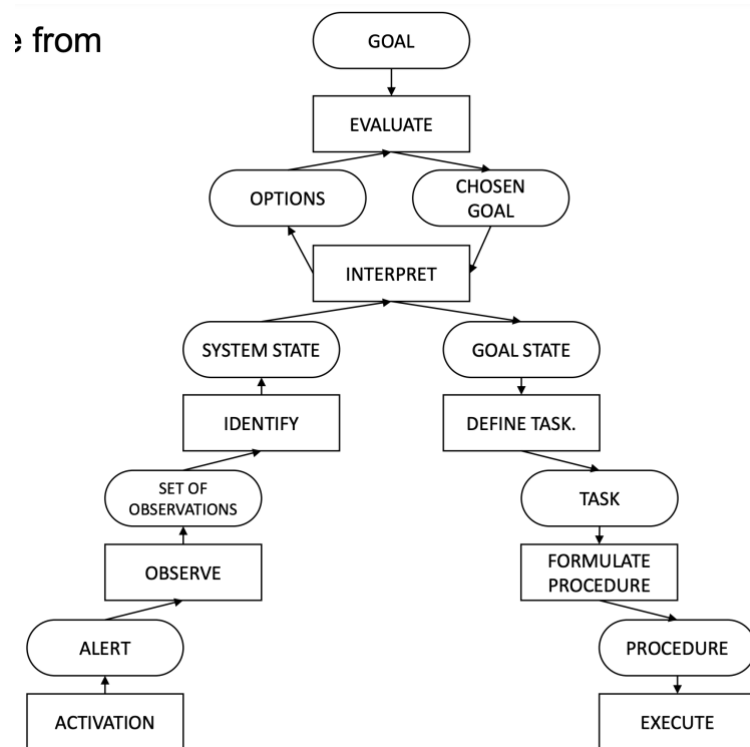 from
GOAL
EVALUATE
OPTIONS
CHOSEN
GOAL
INTERPRET
SYSTEM STATE
GOAL STATE
IDENTIFY
DEFINE TASK.
SET OF
OBSERVATIONS
TASK
OBSERVE
FORMULATE
PROCEDURE
ALERT
PROCEDURE
ACTIVATION
EXECUTE